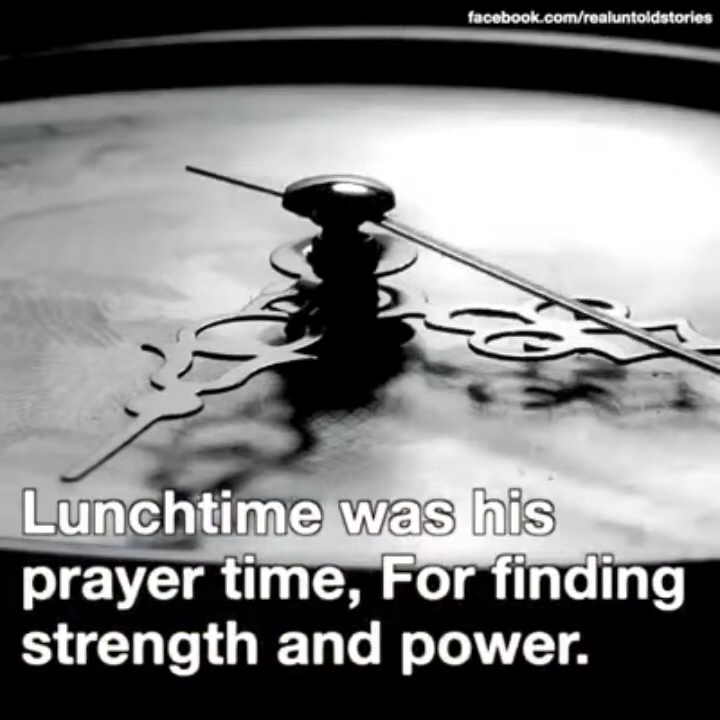 facebook.com/realuntoldstories
Lunchtime was his
prayer time, For finding
strength and power.